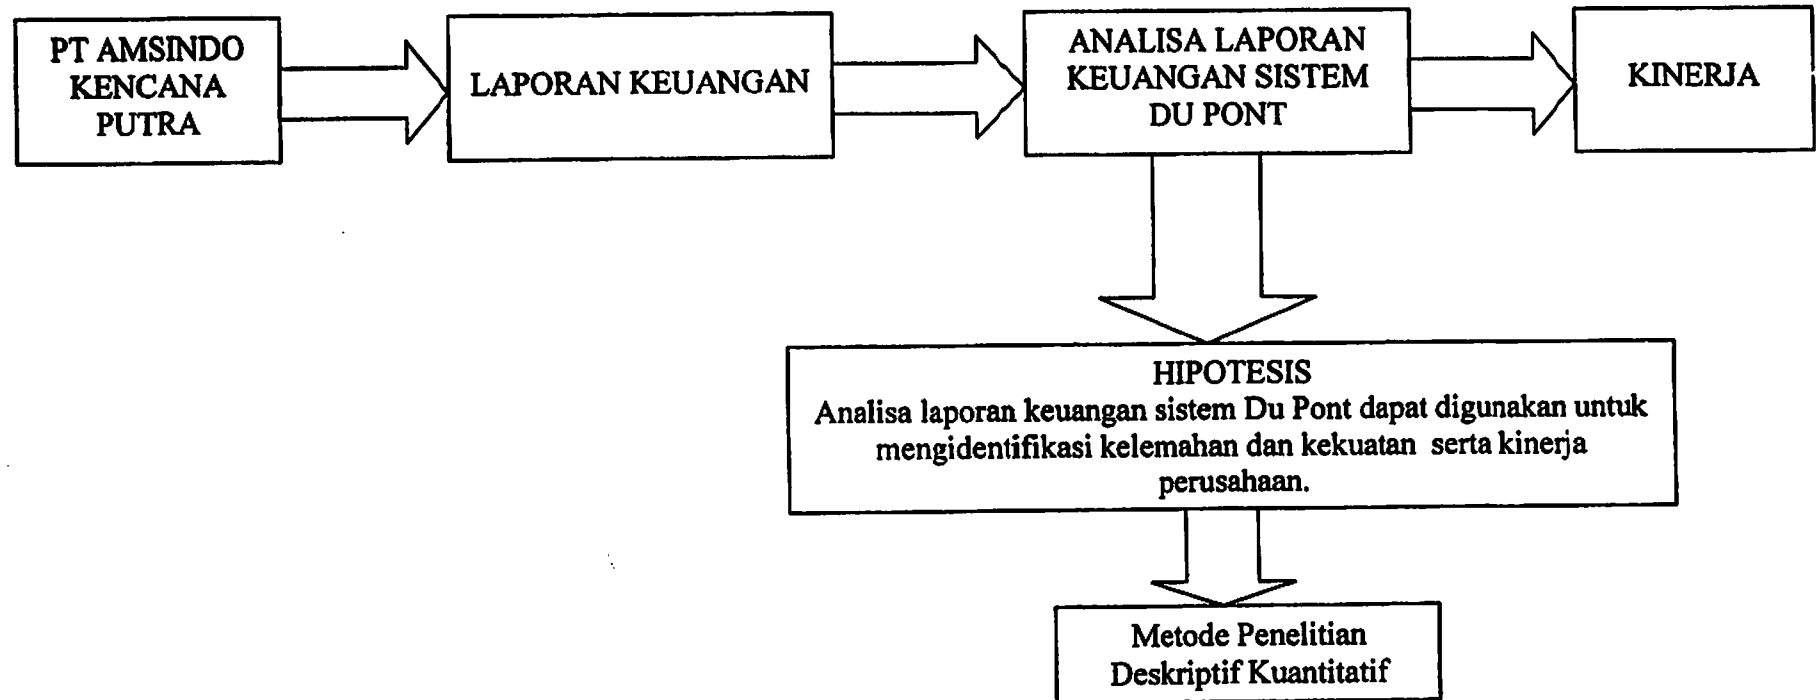 PT AMSINDO
KENCANA
PUTRA
LAPORAN KEUANGAN
ANALISA LAPORAN
KEUANGAN SISTEM
DU PONT
KINERJA
HIPOTESIS
Analisa laporan keuangan sistem Du Pont dapat digunakan untuk
mengidentifikasi kelemahan dan kekuatan serta kinerja
perusahaan.
Metode Penelitian
Deskriptif Kuantitatif